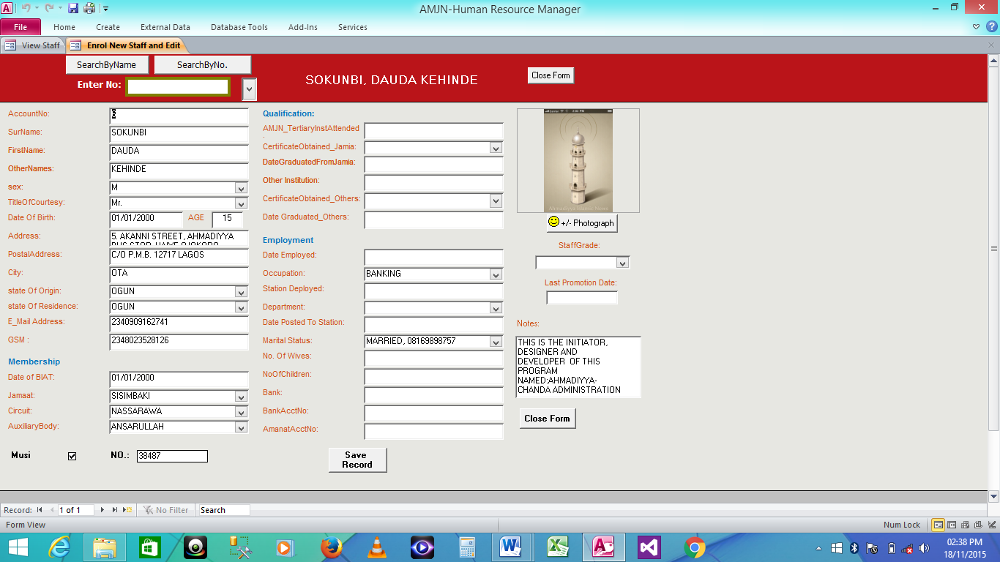 AMJN-Human Resource Manager
File Home Create External Data Database Tools Add-Ins Services
View Staff Enrol New Staff and Edit
SearchByName SearchByNo.
Enter No:
SOKUNBI, DAUDA KEHINDE
Close Form
AccountNo:
SurName: SOKUNBI
FirstName: DAUDA
OtherNames: KEHINDE
sex: M
TitleOfCourtesy: Mr.
Date Of Birth: 01/01/2000 AGE 15
Address: 5. AKANNI STREET, AHMADIYYA
PostalAddress: C/O P.M.B. 12717 LAGOS
City: OTA
state Of Origin: OGUN
state Of Residence: OGUN
E_Mail Address: 2340909162741
GSM : 2348023528126
Membership
Date of BIAT: 01/01/2000
Jamaat: SISIMBAKI
Circuit: NASSARAWA
AuxiliaryBody: ANSARULLAH
Musi NO.: 38487
Qualification:
AMJN_TertiaryInstAttended
:
CertificateObtained_Jamia:
DateGraduatedFromJamia:
Other Institution:
CertificateObtained_Others:
Date Graduated_Others:
Employment
Date Employed:
Occupation: BANKING
Station Deployed:
Department:
Date Posted To Station:
Marital Status: MARRIED, 08169898757
No. Of Wives:
NoOfChildren:
Bank:
BankAcctNo:
AmanatAcctNo:
Save
Record
3:03 PM
Ahmadiyya Islamic News
+/- Photograph
StaffGrade:
Last Promotion Date:
Notes:
THIS IS THE INITIATOR,
DESIGNER AND
DEVELOPER OF THIS
PROGRAM
NAMED:AHMADIYYA-
CHANDA ADMINISTRATION
Close Form
Record: 1 of 1 No Filter Search
Form View Num Lock
02:38 PM
18/11/2015